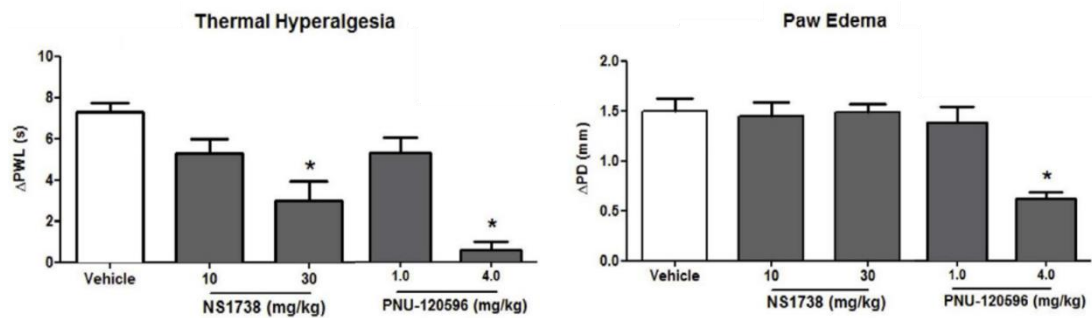 Thermal Hyperalgesia
ΔPWL (s)
10
8
6
4
2
0
*
*
Vehicle
10
30
1.0
4.0
NS1738 (mg/kg)
PNU-120596 (mg/kg)
Paw Edema
ΔPD (mm)
2.0
1.5
1.0
0.5
0.0
*
Vehicle
10
30
1.0
4.0
NS1738 (mg/kg)
PNU-120596 (mg/kg)